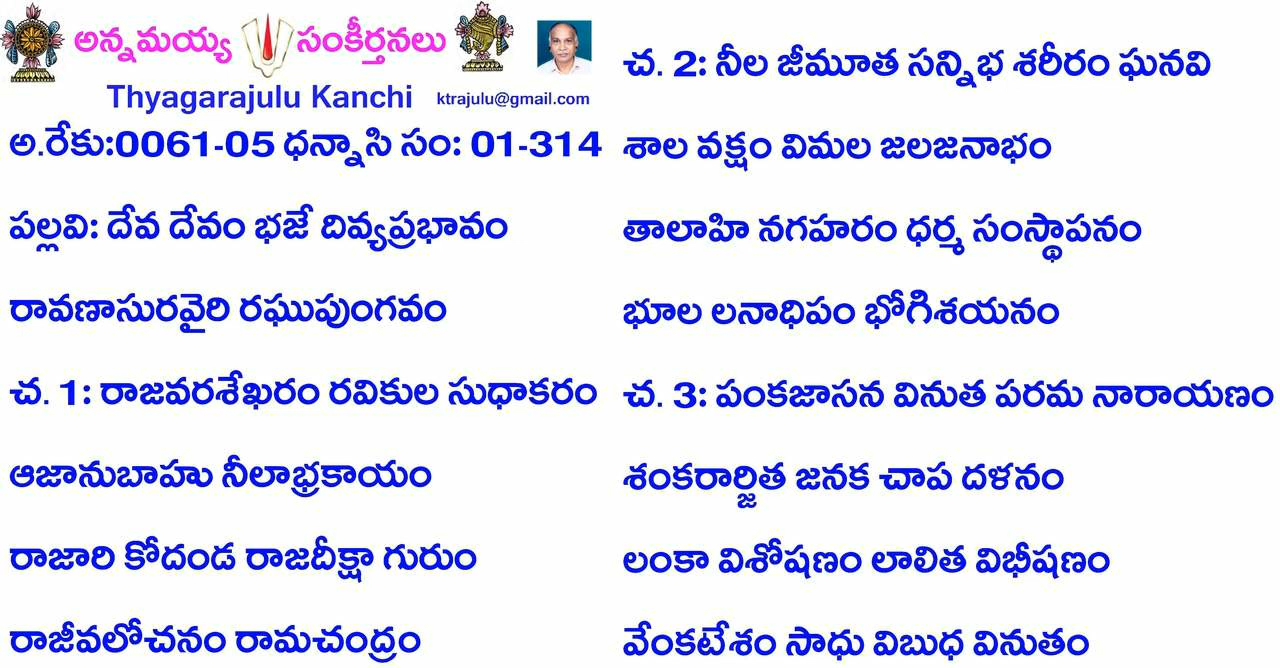 అన్నమయ్య సంకీర్తనలు
Thyagarajulu Kanchi ktrajulu@gmail.com
అ.రేకు:0061-05 ధన్నాసి సం: 01-314
పల్లవి: దేవ దేవం భజే దివ్యప్రభావం
రావణాసురవైరి రఘుపుంగవం
చ. 1: రాజవరశేఖరం రవికుల సుధాకరం
ఆజానుబాహు నీలాభ్రకాయం
రాజారి కోదండ రాజదీక్షా గురుం
రాజీవలోచనం రామచంద్రం
చ. 2: నీల జీమూత సన్నిభ శరీరం ఘనవి
శాల వక్షం విమల జలజనాభం
తాలాహి నగహరం ధర్మ సంస్థాపనం
భూల లనాధిపం భోగిశయనం
చ. 3: పంకజాసన వినుత పరమ నారాయణం
శంకరార్జిత జనక చాప దళనం
లంకా విశోషణం లాలిత విభీషణం
వేంకటేశం సాధు విబుధ వినుతం